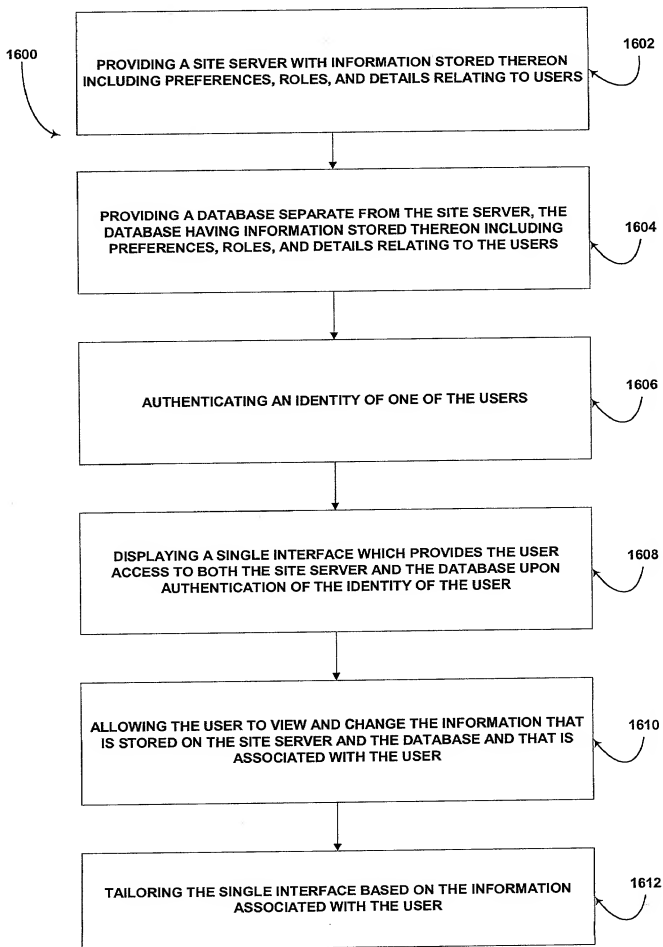 1600
PROVIDING A SITE SERVER WITH INFORMATION STORED THEREON
INCLUDING PREFERENCES, ROLES, AND DETAILS RELATING TO USERS
1602
PROVIDING A DATABASE SEPARATE FROM THE SITE SERVER, THE
DATABASE HAVING INFORMATION STORED THEREON INCLUDING
PREFERENCES, ROLES, AND DETAILS RELATING TO THE USERS
1604
AUTHENTICATING AN IDENTITY OF ONE OF THE USERS
1606
DISPLAYING A SINGLE INTERFACE WHICH PROVIDES THE USER
ACCESS TO BOTH THE SITE SERVER AND THE DATABASE UPON
AUTHENTICATION OF THE IDENTITY OF THE USER
1608
ALLOWING THE USER TO VIEW AND CHANGE THE INFORMATION THAT
IS STORED ON THE SITE SERVER AND THE DATABASE AND THAT IS
ASSOCIATED WITH THE USER
1610
TAILORING THE SINGLE INTERFACE BASED ON THE INFORMATION
ASSOCIATED WITH THE USER
1612